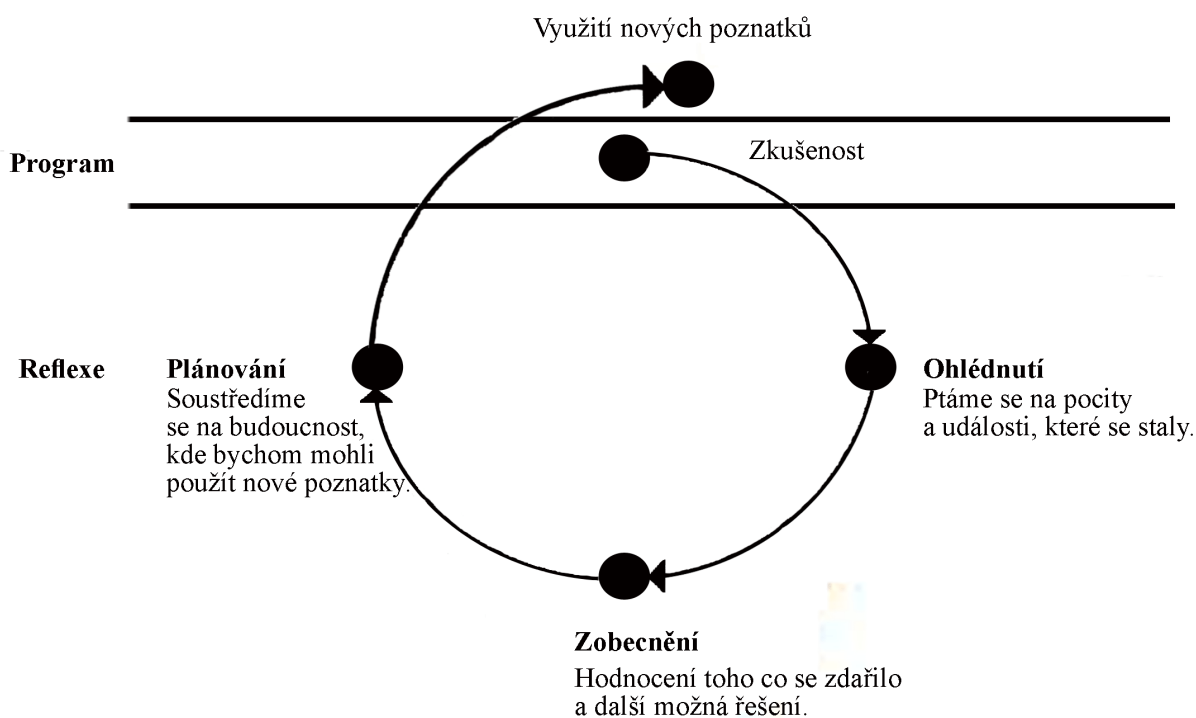 Využití nových poznatků
Program
Zkušenost
Reflexe
Plánování
Soustředíme
se na budoucnost,
kde bychom mohli
použít nové poznatky.
Ohlédnutí
Ptáme se na pocity
a události, které se staly.
Zobecnění
Hodnocení toho co se zdařilo
a další možná řešení.